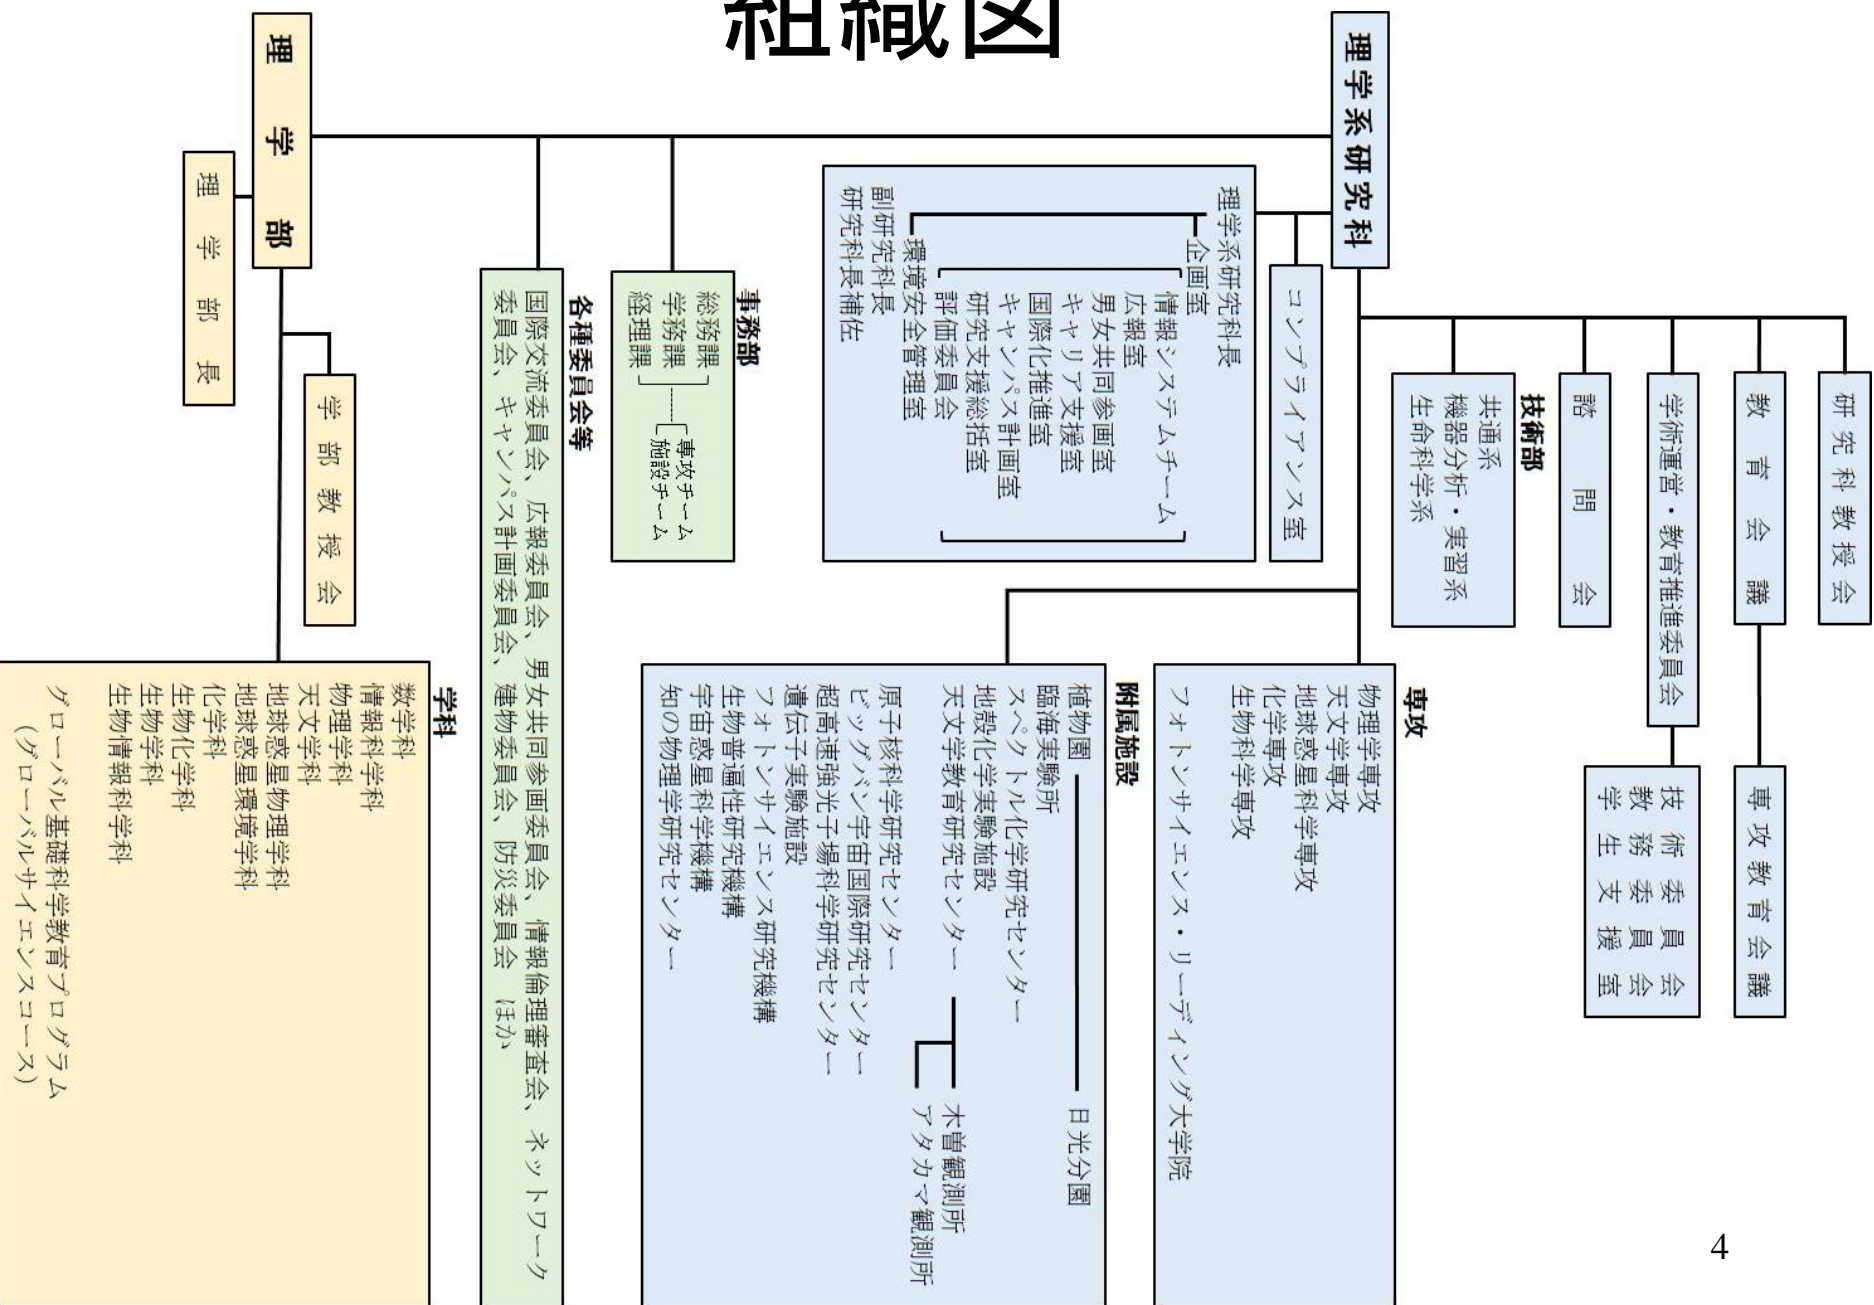 組織図
理学系研究科
研究科教授会
教育会議
専攻教育会議
学術運営・教育推進委員会
技術委員会
教務委員会
学生支援室
諮問会
技術部
共通系
機器分析・実習系
生命科学系
コンプライアンス室
理学系研究科長
企画室
情報システムチーム
広報室
男女共同参画室
キャリア支援室
国際化推進室
キャンパス計画室
研究支援総括室
評価委員会
環境安全管理室
副研究科長
研究科長補佐
専攻
物理学専攻
天文学専攻
地球惑星科学専攻
化学専攻
生物科学専攻
フォトンサイエンス・リーディング大学院
附属施設
植物園 日光分園
臨海実験所
スペクトル化学研究センター
地殻化学実験施設
天文学教育研究センター 木曽観測所
アタカマ観測所
原子核科学研究センター
ビッグバン宇宙国際研究センター
超高速強光子場科学研究センター
遺伝子実験施設
フォトンサイエンス研究機構
生物普遍性研究機構
宇宙惑星科学機構
知の物理学研究センター
事務部
総務課
学務課
経理課
専攻チーム
施設チーム
各種委員会等
国際交流委員会、広報委員会、男女共同参画委員会、情報倫理審査会、ネットワーク
委員会、キャンパス計画委員会、建物委員会、防災委員会 ほか
理学部
理学部長
学部教授会
学科
数学科
情報科学科
物理学科
天文学科
地球惑星物理学科
地球惑星環境学科
化学科
生物化学科
生物学科
生物情報科学科
グローバル基礎科学教育プログラム
(グローバルサイエンスコース)
4